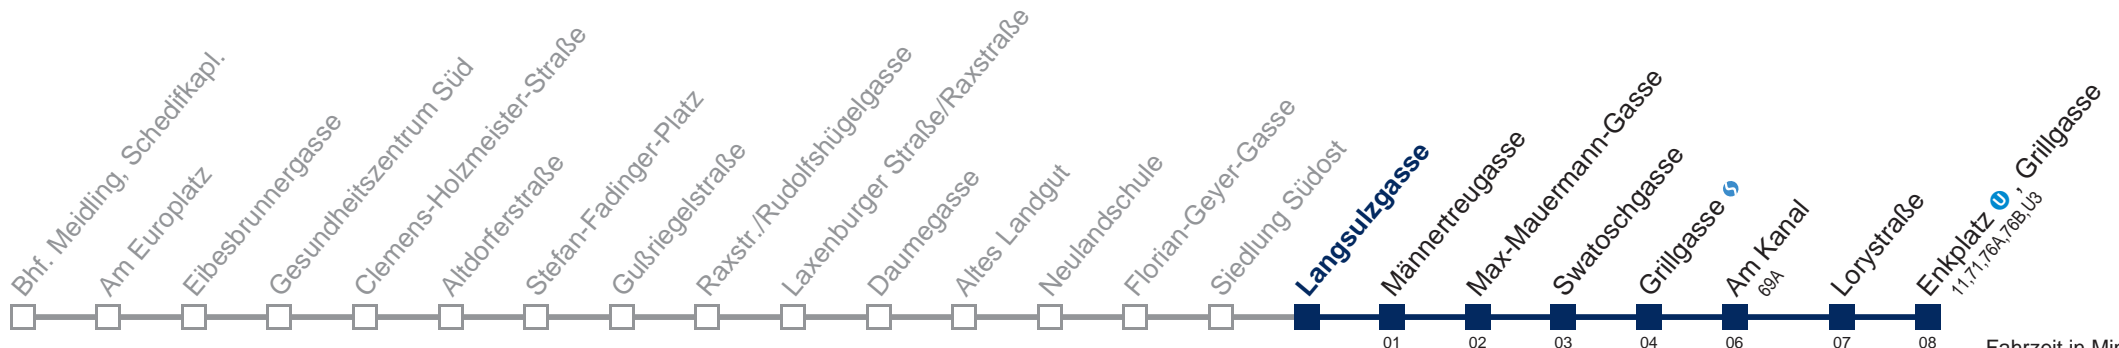 Bhf. Meidling, Schedifkapl.
Am Europlatz
Eibesbrunnergasse
Gesundheitszentrum Süd
Clemens-Holzmeister-Straße
Altdorferstraße
Stefan-Fadinger-Platz
Gußriegelstraße
Raxstr./Rudolfshügelgasse
Laxenburger Straße/Raxstraße
Daumegasse
Altes Landgut
Neulandschule
Florian-Geyer-Gasse
Siedlung Südost
Langsulzgasse
Männertreugasse
Max-Mauermann-Gasse
Swatoschgasse
Grillgasse S
Am Kanal
69A
Lorystraße
Enkplatz U, Grillgasse
11,71,76A,76B,U3
01 02 03 04 06 07 08
Fahrzeit in